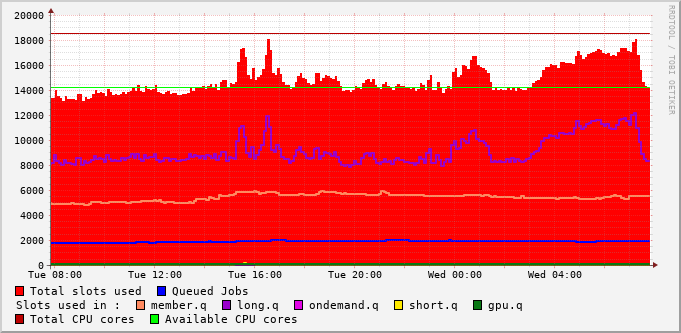 RRDTOOL / TOBI OETIKER
20000
18000
16000
14000
12000
10000
8000
6000
4000
2000
0
Tue 08:00 Tue 12:00 Tue 16:00 Tue 20:00 Wed 00:00 Wed 04:00
Total slots used Queued Jobs
Slots used in : member.q long.q ondemand.q short.q gpu.q
Total CPU cores Available CPU cores